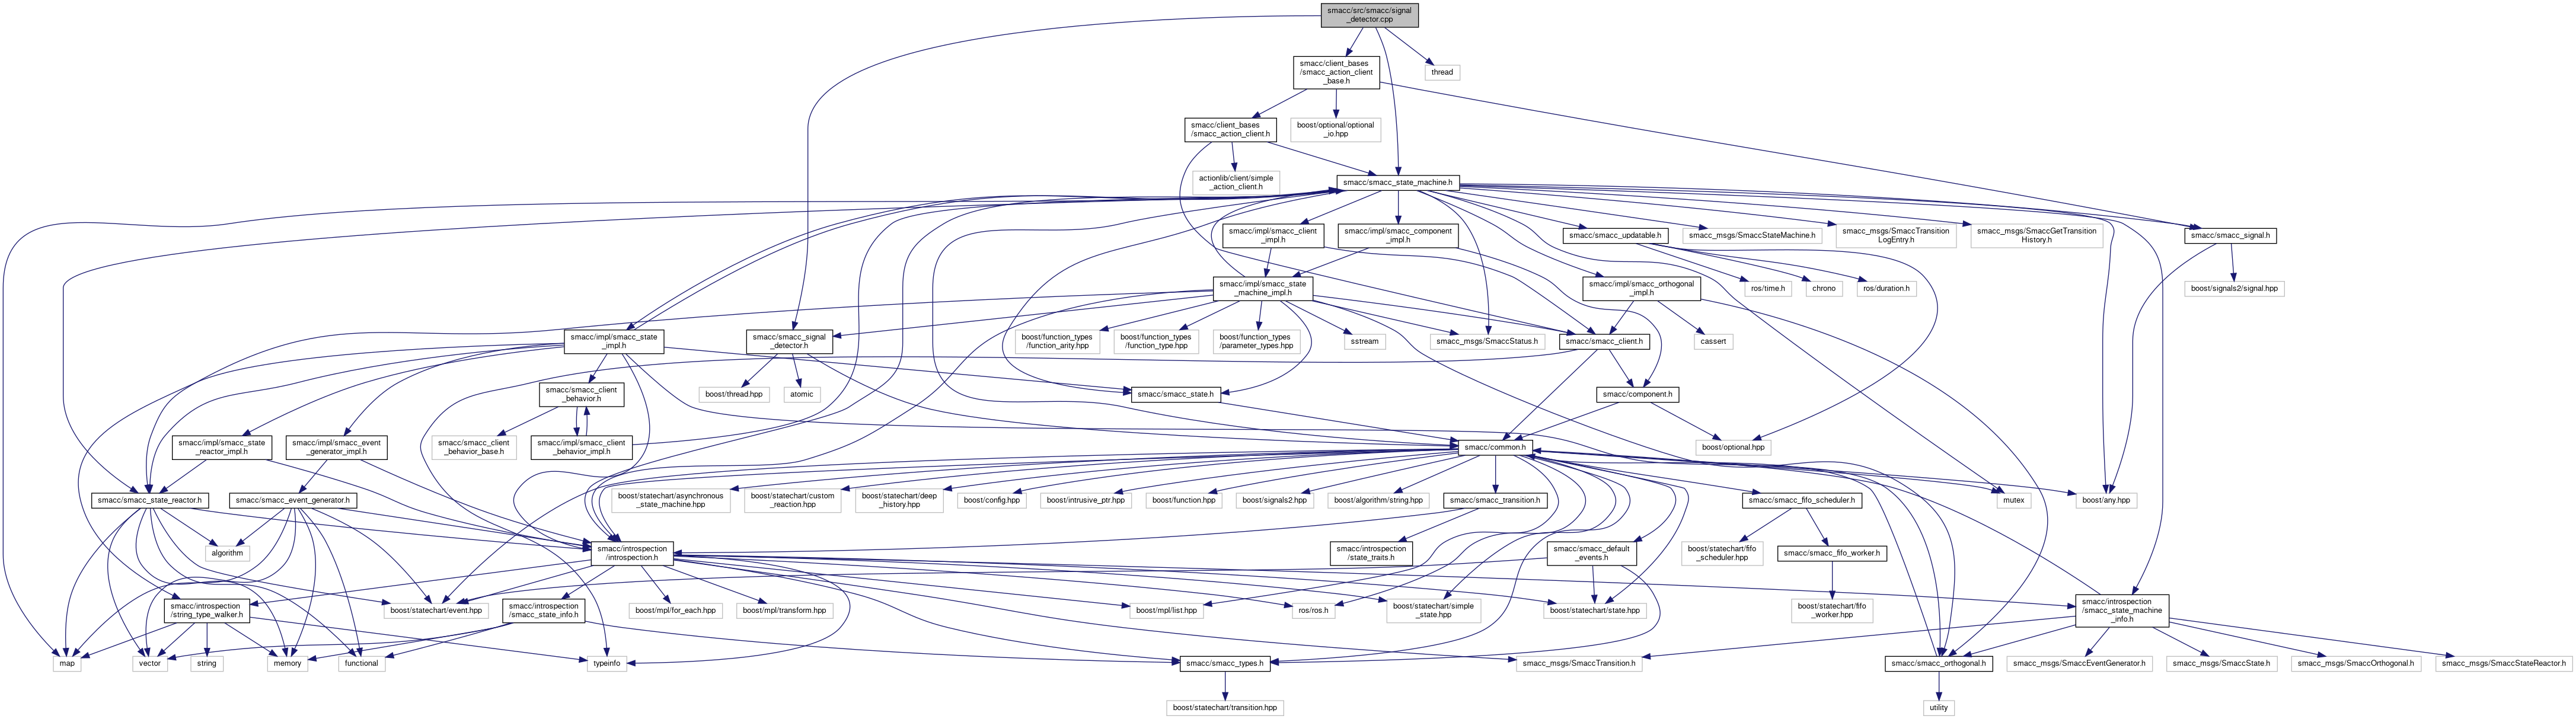 smacc/src/smacc/signal
_detector.cpp
smacc/client_bases
/smacc_action_client
_base.h
thread
smacc/client_bases
/smacc_action_client.h
boost/optional/optional
_io.hpp
actionlib/client/simple
_action_client.h
smacc/smacc_state_machine.h
smacc/impl/smacc_client
_impl.h
smacc/impl/smacc_component
_impl.h
smacc/smacc_updatable.h
smacc_msgs/SmaccStateMachine.h
smacc_msgs/SmaccTransition
LogEntry.h
smacc_msgs/SmaccGetTransition
History.h
smacc/smacc_signal.h
smacc/impl/smacc_state
_machine_impl.h
smacc/impl/smacc_orthogonal
_impl.h
ros/time.h
chrono
ros/duration.h
boost/signals2/signal.hpp
smacc/impl/smacc_state
_impl.h
smacc/smacc_signal
_detector.h
boost/function_types
/function_arity.hpp
boost/function_types
/function_type.hpp
boost/function_types
/parameter_types.hpp
sstream
smacc_msgs/SmaccStatus.h
smacc/smacc_client.h
cassert
smacc/smacc_client
_behavior.h
boost/thread.hpp
atomic
smacc/smacc_state.h
smacc/component.h
smacc/impl/smacc_state
_reactor_impl.h
smacc/impl/smacc_event
_generator_impl.h
smacc/smacc_client
_behavior_base.h
smacc/impl/smacc_client
_behavior_impl.h
smacc/common.h
boost/optional.hpp
smacc/smacc_state_reactor.h
smacc/smacc_event_generator.h
boost/statechart/asynchronous
_state_machine.hpp
boost/statechart/custom
_reaction.hpp
boost/statechart/deep
_history.hpp
boost/config.hpp
boost/intrusive_ptr.hpp
boost/function.hpp
boost/signals2.hpp
boost/algorithm/string.hpp
smacc/smacc_transition.h
smacc/smacc_fifo_scheduler.h
mutex
boost/any.hpp
algorithm
smacc/introspection
/introspection.h
smacc/introspection
/state_traits.h
smacc/smacc_default
_events.h
boost/statechart/fifo
_scheduler.hpp
smacc/smacc_fifo_worker.h
smacc/introspection
/string_type_walker.h
boost/statechart/event.hpp
smacc/introspection
/smacc_state_info.h
boost/mpl/for_each.hpp
boost/mpl/transform.hpp
boost/mpl/list.hpp
ros/ros.h
boost/statechart/simple
_state.hpp
boost/statechart/state.hpp
boost/statechart/fifo
_worker.hpp
smacc/introspection
/smacc_state_machine
_info.h
map
vector
string
memory
functional
typeinfo
smacc/smacc_types.h
smacc_msgs/SmaccTransition.h
smacc/smacc_orthogonal.h
smacc_msgs/SmaccEventGenerator.h
smacc_msgs/SmaccState.h
smacc_msgs/SmaccOrthogonal.h
smacc_msgs/SmaccStateReactor.h
boost/statechart/transition.hpp
utility